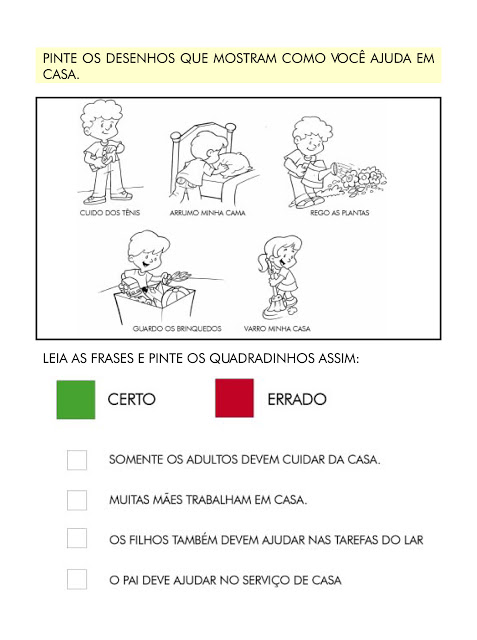 PINTE OS DESENHOS QUE MOSTRAM COMO VOCÊ AJUDA EM
CASA.
CUIDO DOS TÊNIS
ARRUMO MINHA CAMA
REGO AS PLANTAS
GUARDO OS BRINQUEDOS
VARRO MINHA CASA
LEIA AS FRASES E PINTE OS QUADRADINHOS ASSIM:
CERTO
ERRADO
SOMENTE OS ADULTOS DEVEM CUIDAR DA CASA.
MUITAS MÃES TRABALHAM EM CASA.
OS FILHOS TAMBÉM DEVEM AJUDAR NAS TAREFAS DO LAR
O PAI DEVE AJUDAR NO SERVIÇO DE CASA